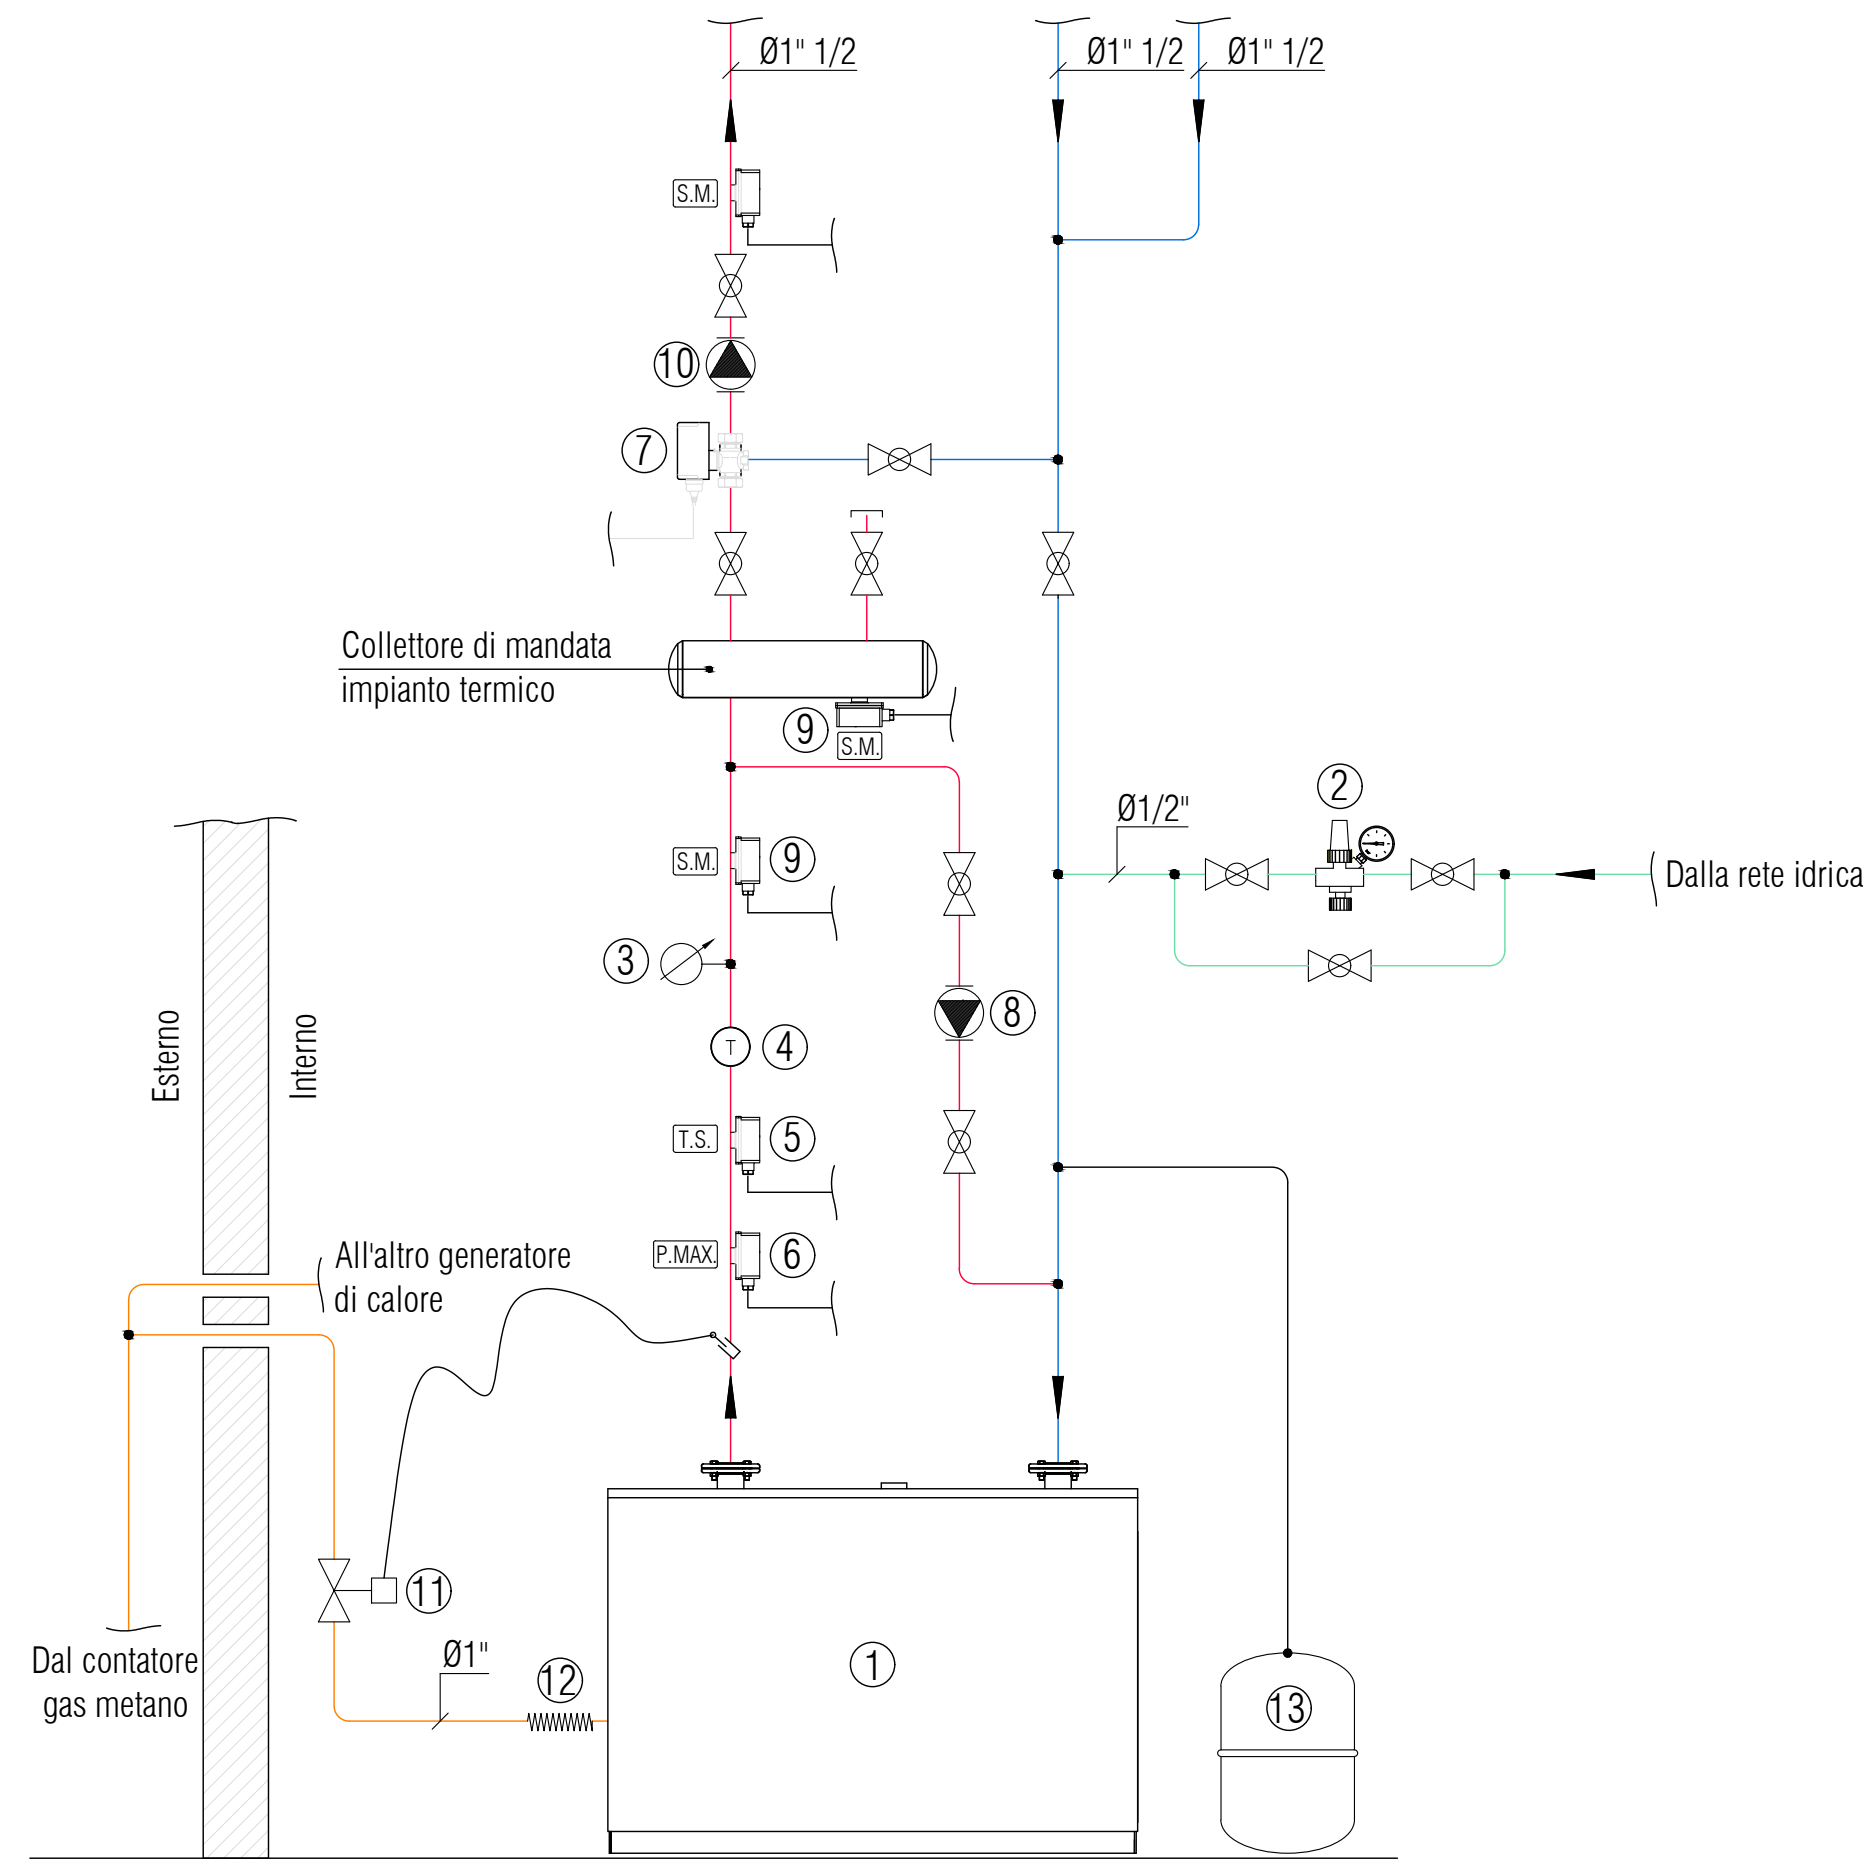 Ø1" 1/2
Ø1" 1/2
Ø1" 1/2
S.M.
10
7
Collettore di mandata
impianto termico
9
S.M.
2
Ø1/2"
S.M.
9
Dalla rete idrica
3
8
4
T
Esterno
Interno
T.S.
5
P.MAX.
6
All'altro generatore
di calore
11
Dal contatore
gas metano
Ø1"
12
1
13